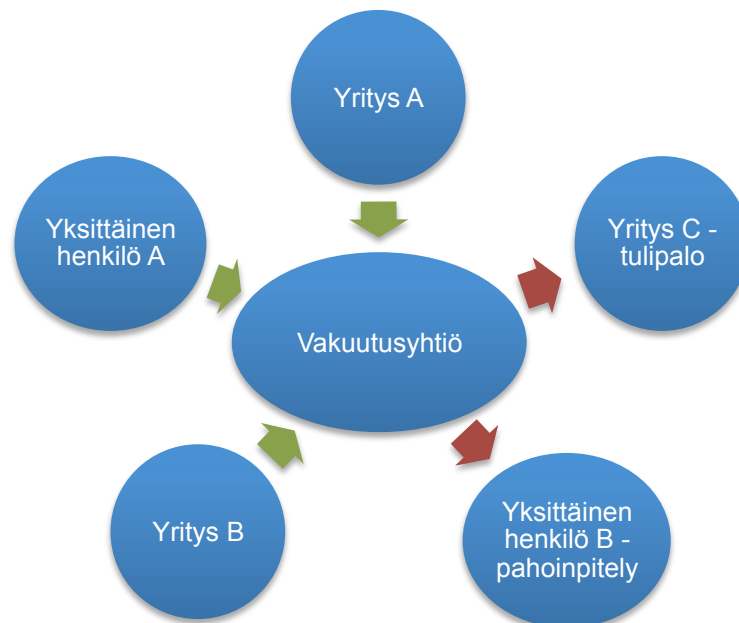 Yritys A
Yksittäinen
henkilö A
Yritys C -
tulipalo
Vakuutusyhtiö
Yritys B
Yksittäinen
henkilö B -
pahoinpitely